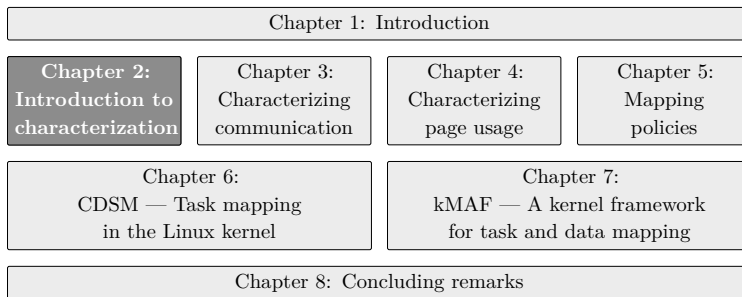 Chapter 1: Introduction
Chapter 2:
Introduction to
characterization
Chapter 3:
Characterizing
communication
Chapter 4:
Characterizing
page usage
Chapter 5:
Mapping
policies
Chapter 6:
CDSM — Task mapping
in the Linux kernel
Chapter 7:
kMAF — A kernel framework
for task and data mapping
Chapter 8: Concluding remarks